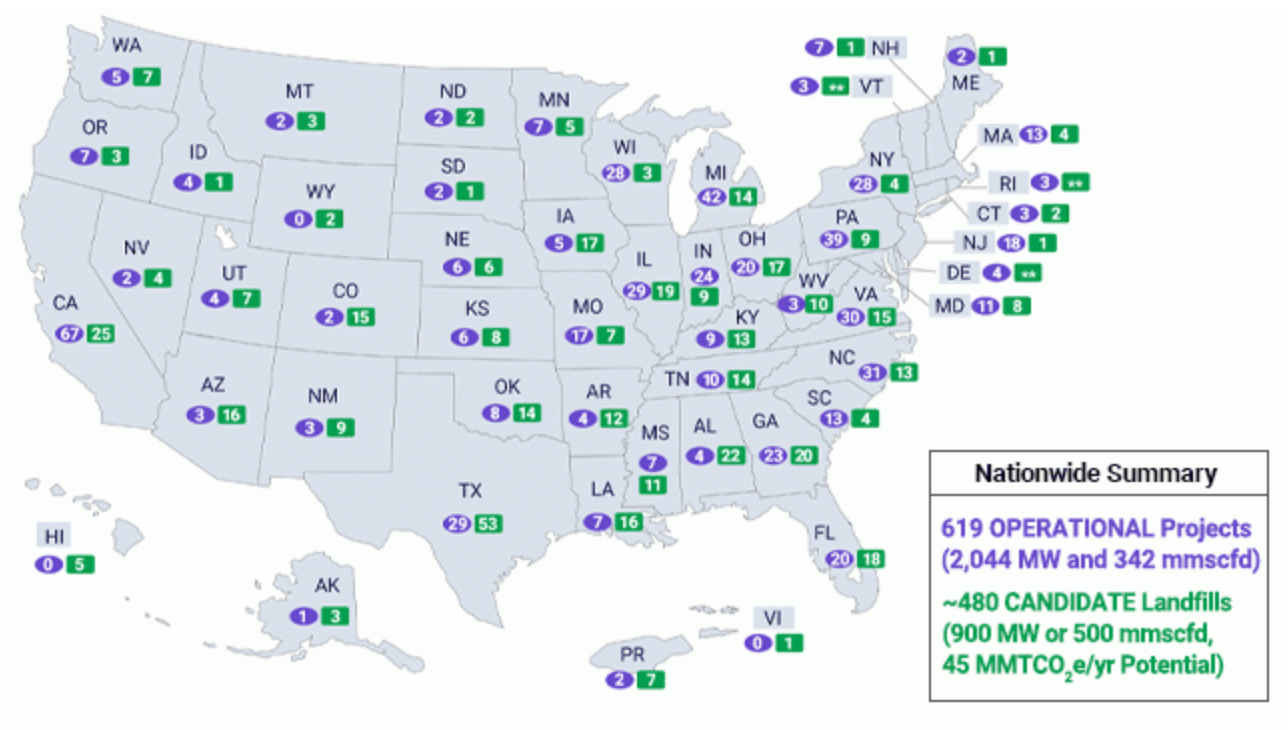 WA
5 7
OR
7 3
CA
67 25
NV
2 4
ID
4 1
MT
2 3
WY
0 2
UT
4 7
CO
2 15
AZ
3 16
NM
3 9
ND
2 2
SD
2 1
NE
6 6
KS
6 8
OK
8 14
TX
29 53
MN
7 5
IA
5 17
MO
17 7
AR
4 12
LA
7 16
WI
28 3
IL
29 19
MI
42 14
IN
24
9
OH
20 17
KY
9 13
TN 10 14
MS
7
11
AL
4 22
GA
23 20
FL
20 18
SC
13 4
NC
31 13
VA
30 15
WV
3 10
PA
39 9
NY
28 4
7 1 NH
3 ** VT
2 1
ME
MA 13 4
RI 3 **
CT 3 2
NJ 18 1
DE 4 **
MD 11 8
HI
0 5
AK
1 3
PR
2 7
VI
0 1
Nationwide Summary
619 OPERATIONAL Projects
(2,044 MW and 342 mmscfd)
~480 CANDIDATE Landfills
(900 MW or 500 mmscfd,
45 MMTCO₂e/yr Potential)